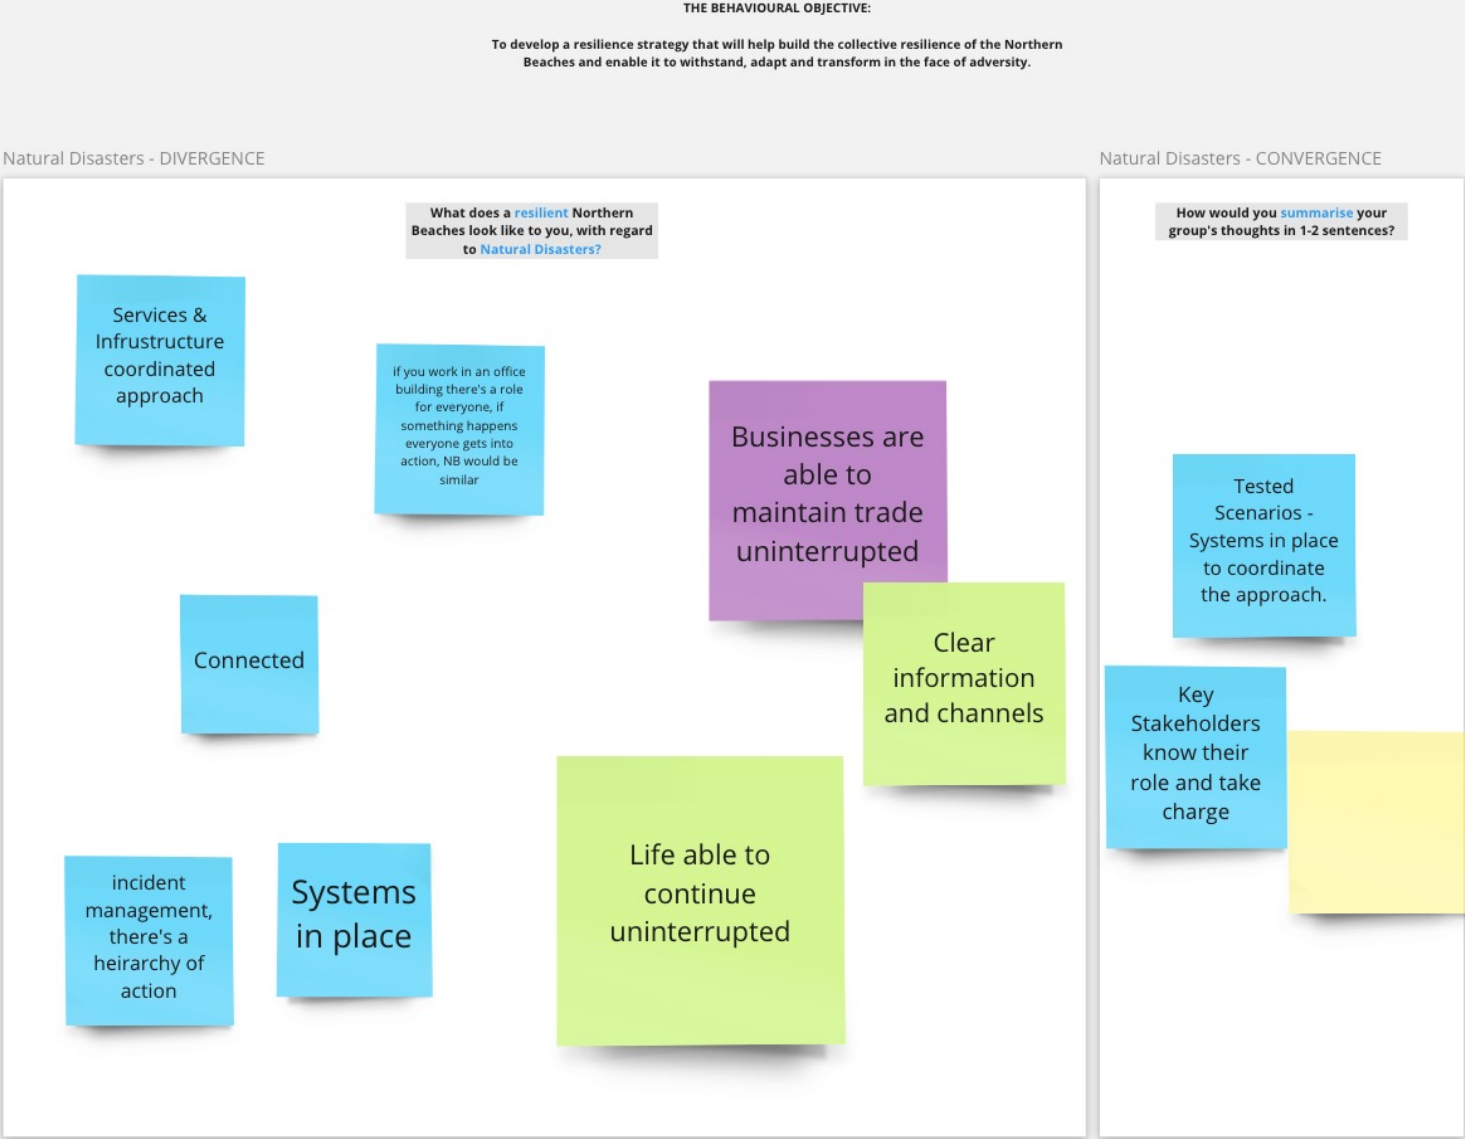 THE BEHAVIOURAL OBJECTIVE:
To develop a resilience strategy that will help build the collective resilience of the Northern
Beaches and enable it to withstand, adapt and transform in the face of adversity.
Natural Disasters - DIVERGENCE
What does a resilient Northern
Beaches look like to you, with regard
to Natural Disasters?
Services &
Infrustructure
coordinated
approach
if you work in an office
building there's a role
for everyone, if
something happens
everyone gets into
action, NB would be
similar
Businesses are
able to
maintain trade
uninterrupted
Clear
information
and channels
Connected
Life able to
continue
uninterrupted
incident
management,
there's a
heirarchy of
action
Systems
in place
Natural Disasters - CONVERGENCE
How would you summarise your
group's thoughts in 1-2 sentences?
Tested
Scenarios -
Systems in place
to coordinate
the approach.
Key
Stakeholders
know their
role and take
charge